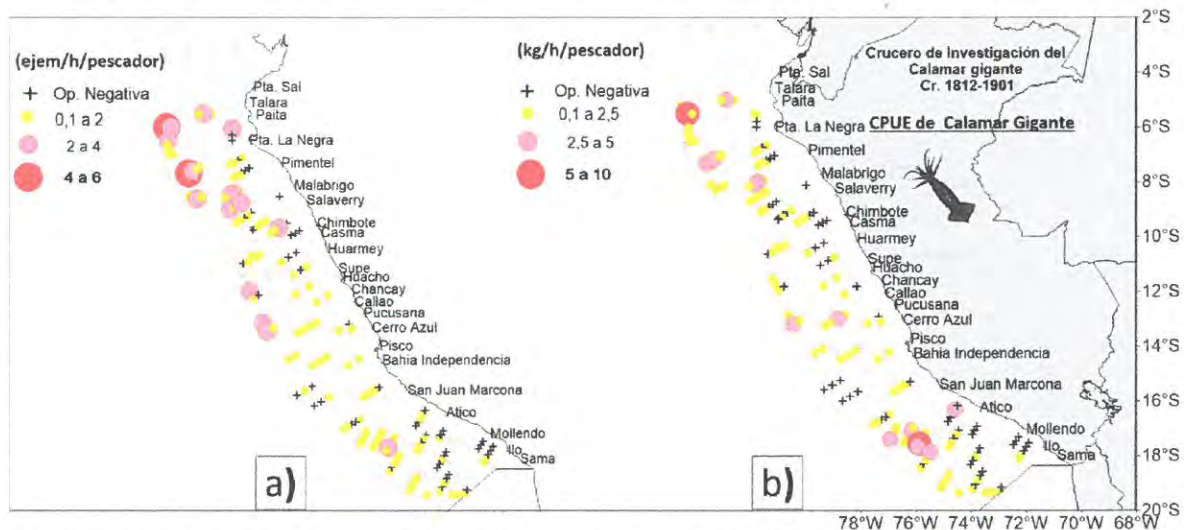 (ejem/h/pescador)
Op. Negativa
0,1 a 2
2 a 4
4 a 6
Pta. Sal
Talara
Paita
Pta. La Negra
Pimentel
Malabrigo
Salaverry
Chimbote
Casma
Huarmey
Supe
Huacho
Chancay
Callao
Pucusana
Cerro Azul
Pisco
Bahia Independencia
San Juan Marcona
Atico
Mollendo
Ilo
Sama
a)
(kg/h/pescador)
Op. Negativa
0,1 a 2,5
2,5 a 5
5 a 10
Crucero de Investigación del
Calamar gigante
Cr. 1812-1901
CPUE de Calamar Gigante
Pta. Sal
Talara
Paita
Pta. La Negra
Pimentel
Malabrigo
Salaverry
Chimbote
Casma
Huarmey
Supe
Huacho
Chancay
Callao
Pucusana
Cerro Azul
Pisco
Bahia Independencia
San Juan Marcona
Atico
Mollendo
Ilo
Sama
b)
2°S
4°S
6°S
8°S
10°S
12°S
14°S
16°S
18°S
20°S
78°W 76°W 74°W 72°W 70°W 68°W